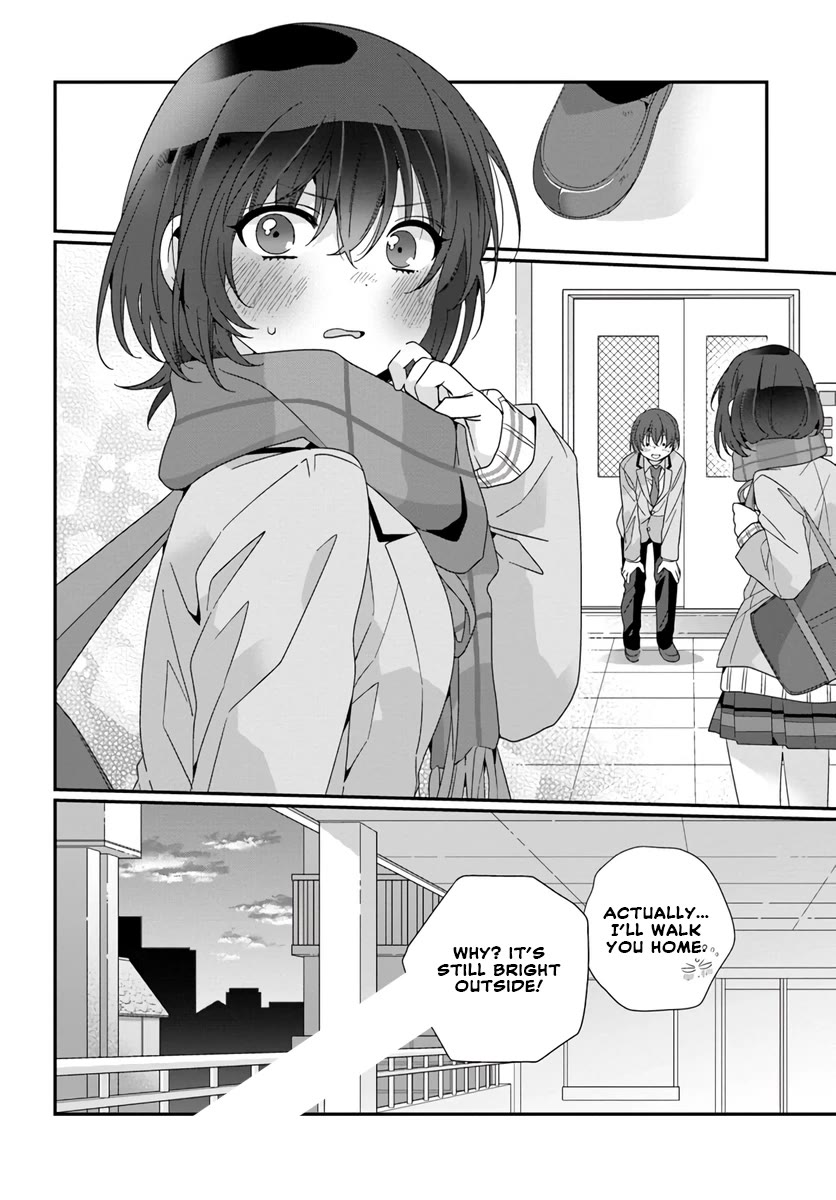 ACTUALLY...
I'LL WALK
YOU HOME.
WHY? IT'S
STILL BRIGHT
OUTSIDE!